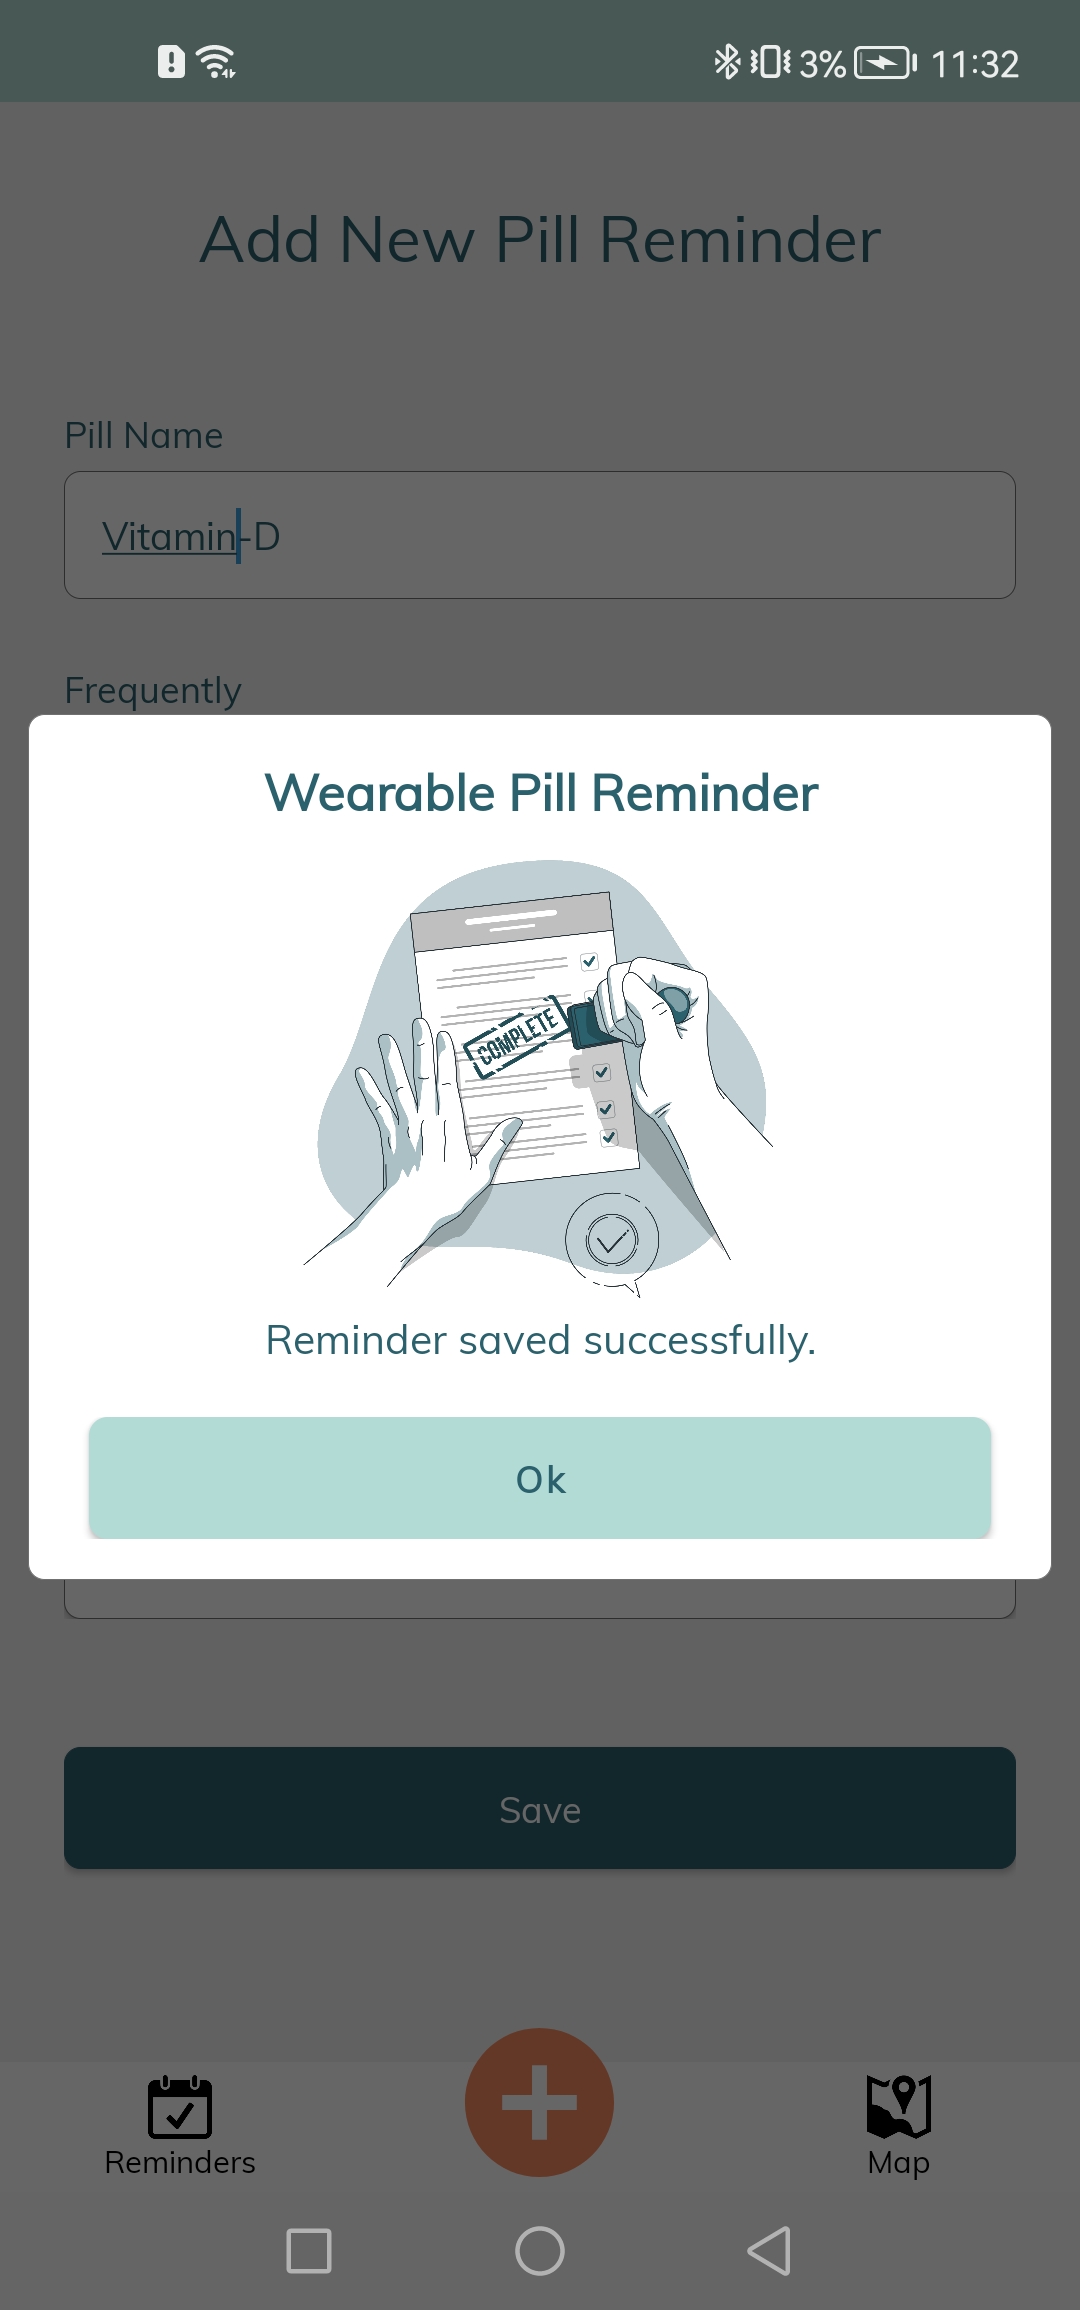 3% 11:32
Add New Pill Reminder
Pill Name
Vitamin-D
Frequently
Wearable Pill Reminder
COMPLETE
Reminder saved successfully.
Ok
Save
Reminders
Map